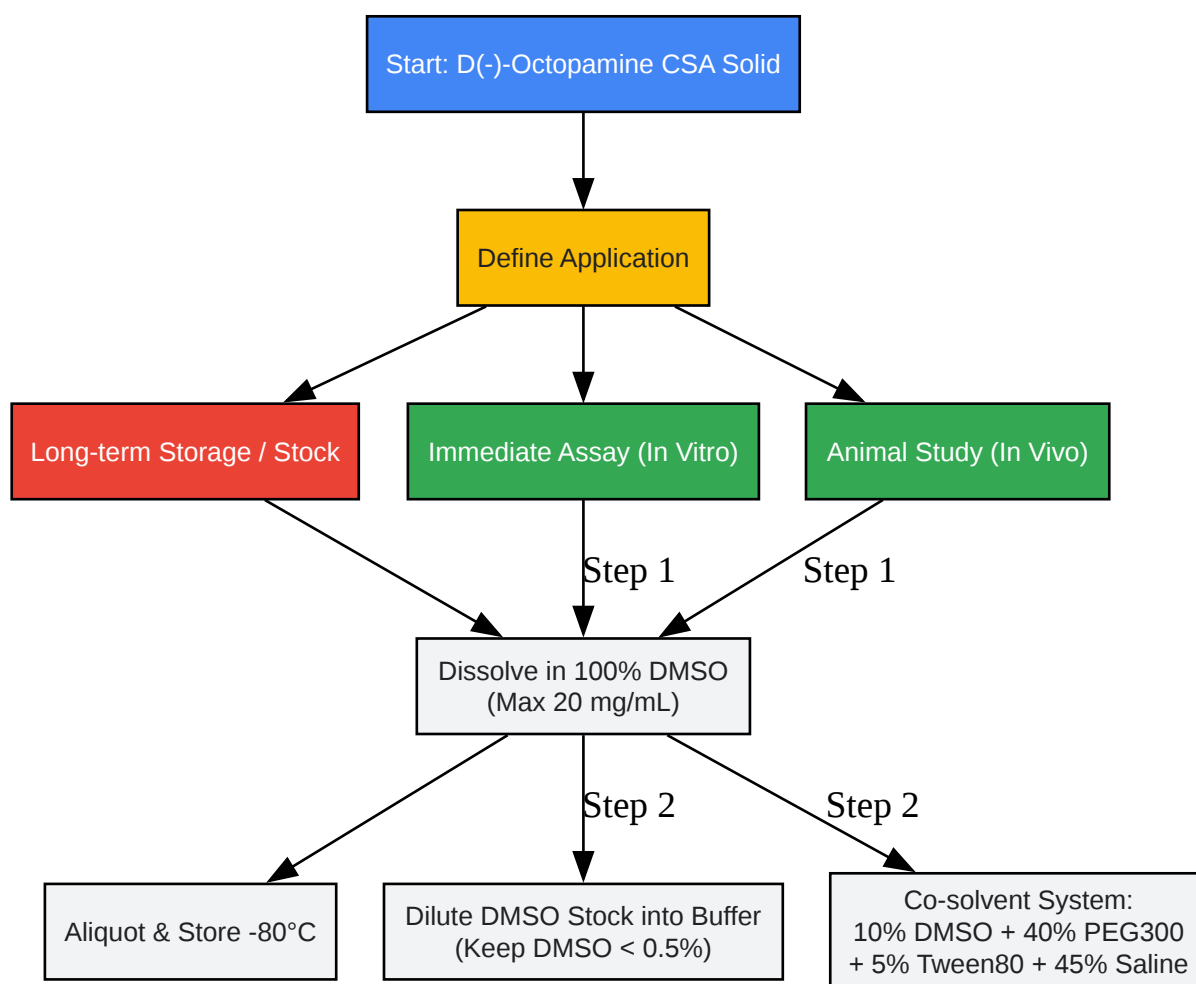 Start: D(-)-Octopamine CSA Solid
Define Application
Long-term Storage / Stock
Immediate Assay (In Vitro)
Animal Study (In Vivo)
Step 1
Step 1
Dissolve in 100% DMSO
(Max 20 mg/mL)
Step 2
Step 2
Aliquot & Store -80°C
Dilute DMSO Stock into Buffer
(Keep DMSO < 0.5%)
Co-solvent System:
10% DMSO + 40% PEG300
+ 5% Tween80 + 45% Saline